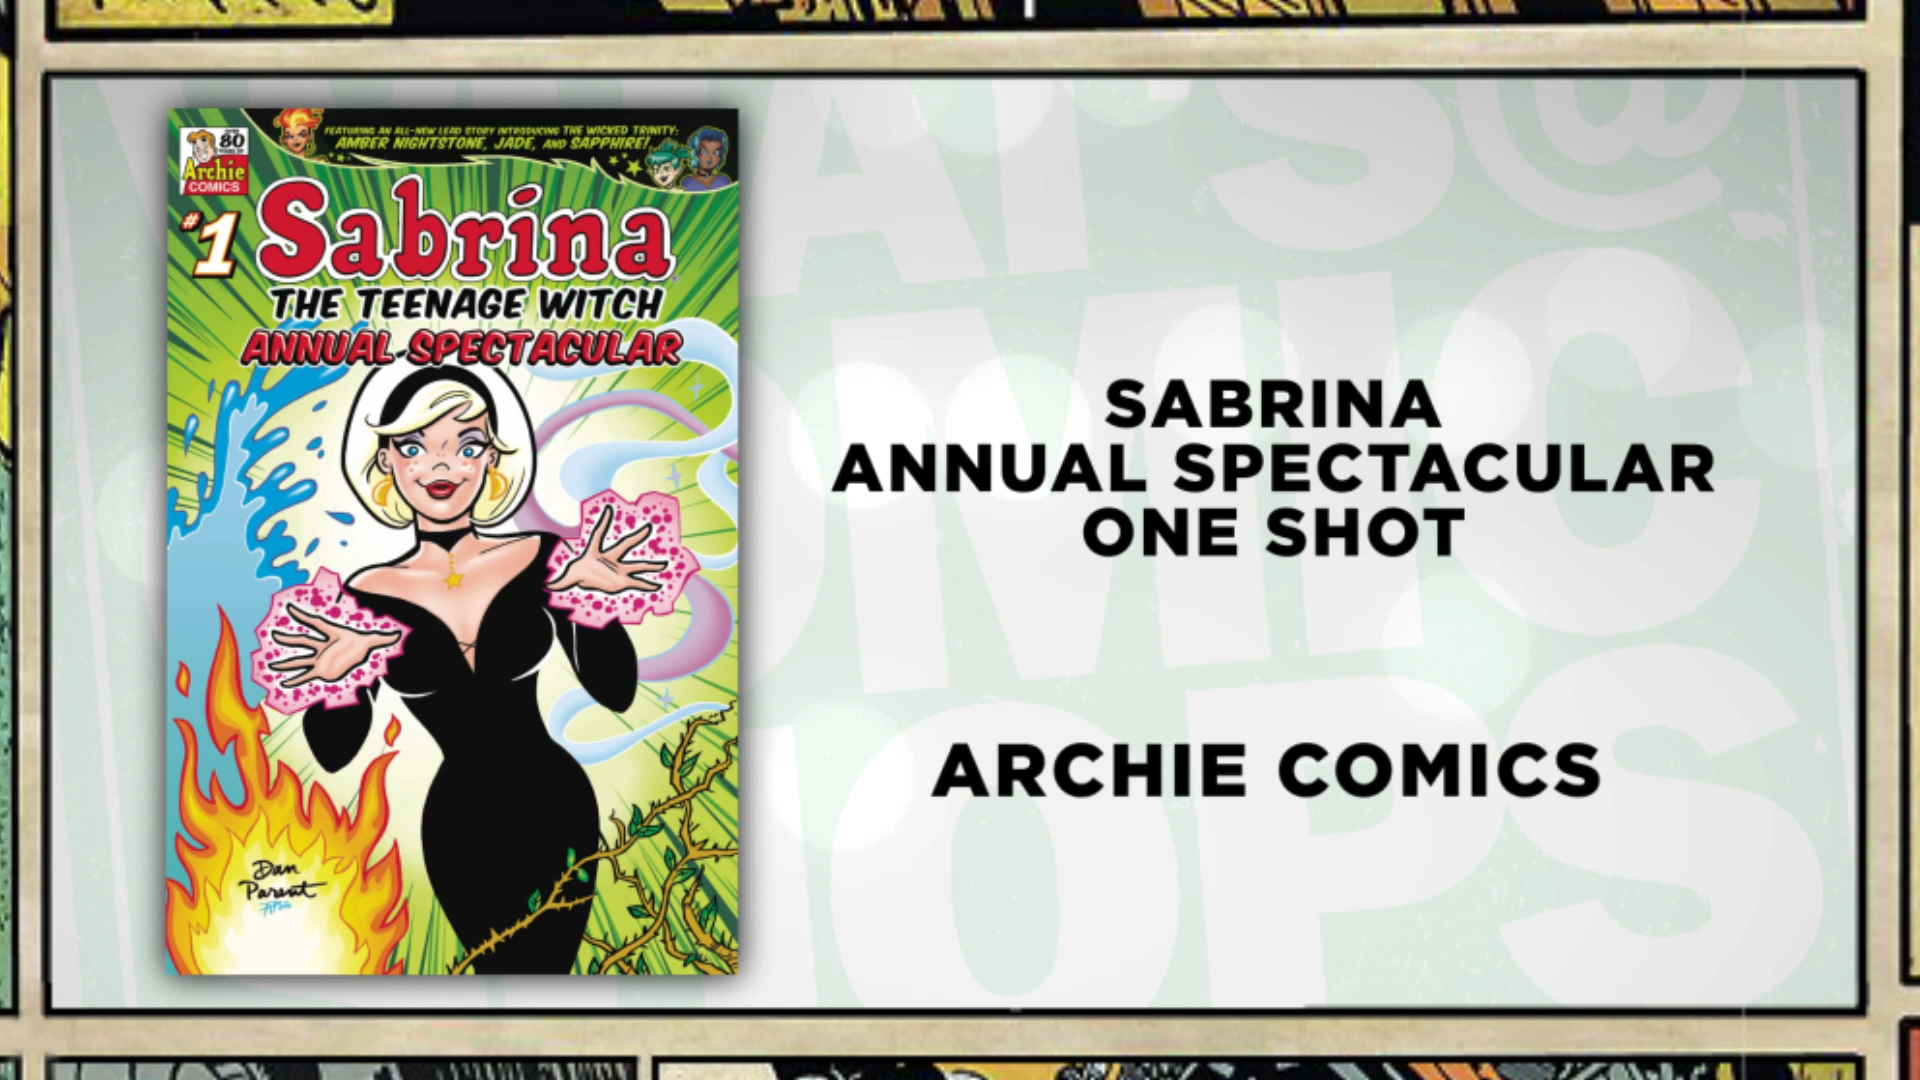 FEATURING AN ALL-NEW LEAD STORY INTRODUCING THE WICKED TRINITY:
AMBER NIGHTSTONE, JADE, AND SAPPHIRE!
80
Archie
COMICS
#1
Sabrina
THE TEENAGE WITCH
ANNUAL SPECTACULAR
Dan
Parent
SABRINA
ANNUAL SPECTACULAR
ONE SHOT
ARCHIE COMICS